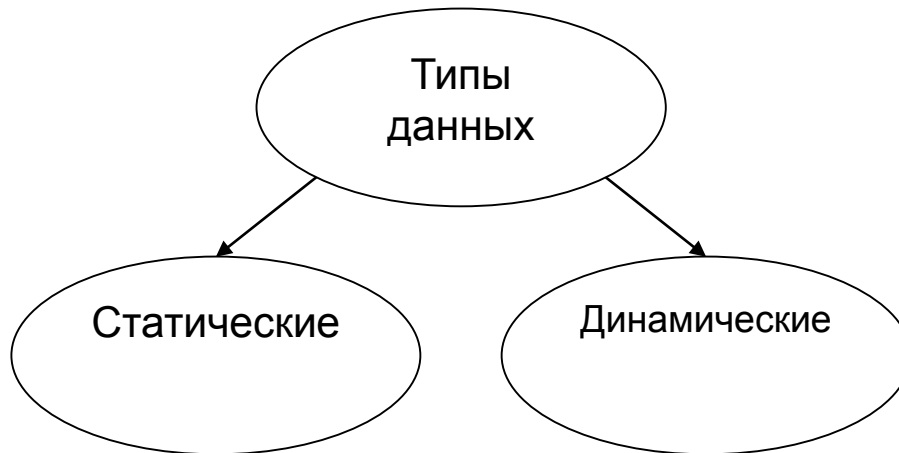 Типы
данных
Статические
Динамические